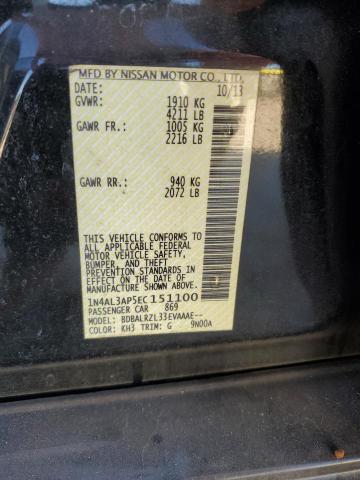 MFD BY NISSAN MOTOR CO., LTD.
DATE: 10/13
GVWR: 1910 KG
4211 LB
GAWR FR.: 1005 KG
2216 LB
GAWR RR.: 940 KG
2072 LB
THIS VEHICLE CONFORMS TO
ALL APPLICABLE FEDERAL
MOTOR VEHICLE SAFETY,
BUMPER, AND THEFT
PREVENTION STANDARDS IN
EFFECT ON THE DATE OF
MANUFACTURE SHOWN ABOVE.
1N4AL3AP5EC151100
PASSENGER CAR 869
MODEL: BDBALRZL33EVAAAE--
COLOR: KH3 TRIM: G 9N00A